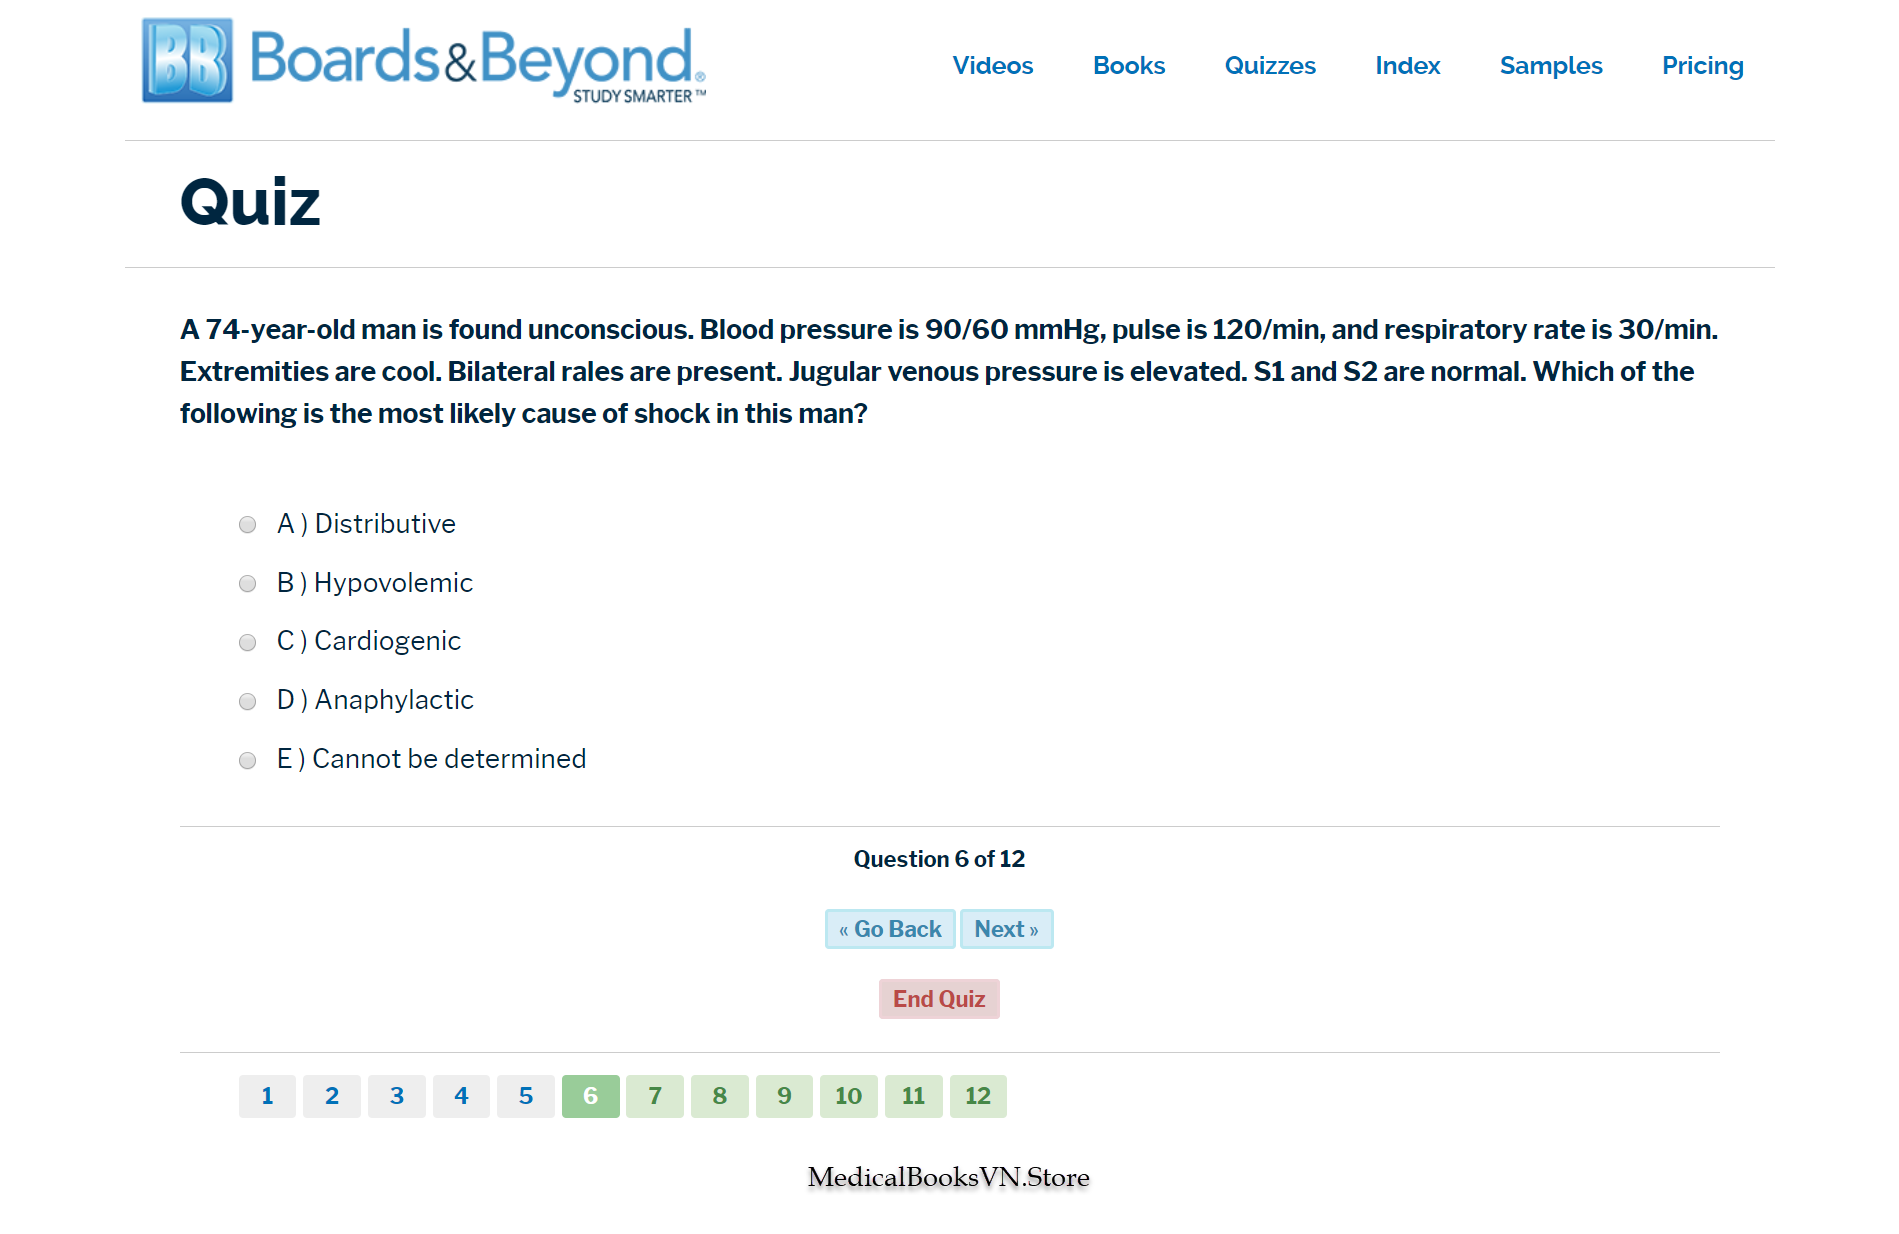 BB Boards&Beyond®
STUDY SMARTER™
Videos Books Quizzes Index Samples Pricing
Quiz
A 74-year-old man is found unconscious. Blood pressure is 90/60 mmHg, pulse is 120/min, and respiratory rate is 30/min.
Extremities are cool. Bilateral rales are present. Jugular venous pressure is elevated. S1 and S2 are normal. Which of the
following is the most likely cause of shock in this man?
A ) Distributive
B ) Hypovolemic
C ) Cardiogenic
D ) Anaphylactic
E ) Cannot be determined
Question 6 of 12
« Go Back Next »
End Quiz
1 2 3 4 5 6 7 8 9 10 11 12
MedicalBooksVN.Store